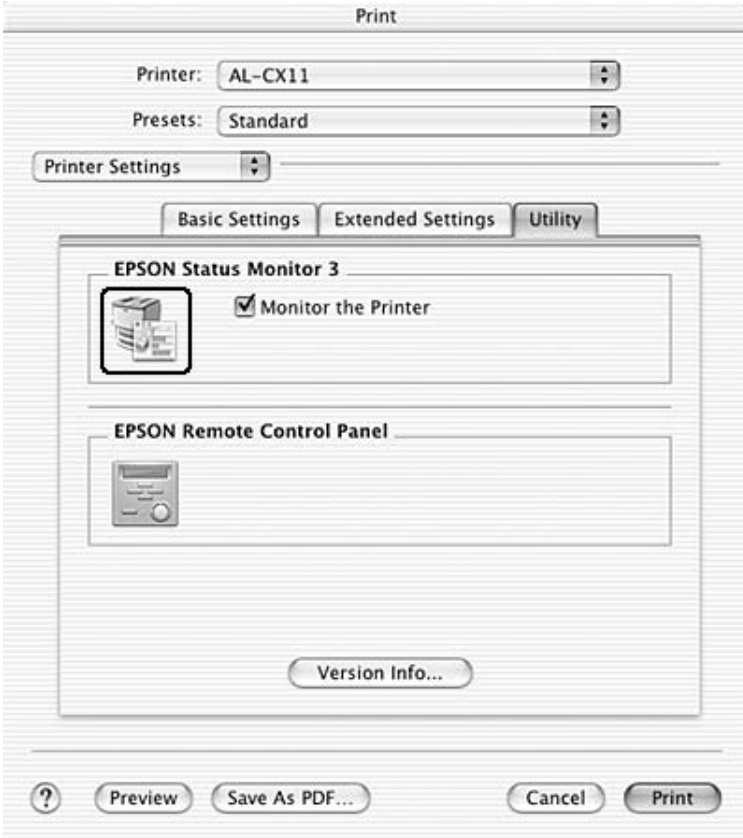 Print
Printer: AL-CX11
Presets: Standard
Printer Settings
Basic Settings Extended Settings Utility
EPSON Status Monitor 3
Monitor the Printer
EPSON Remote Control Panel
Version Info...
? Preview Save As PDF... Cancel Print